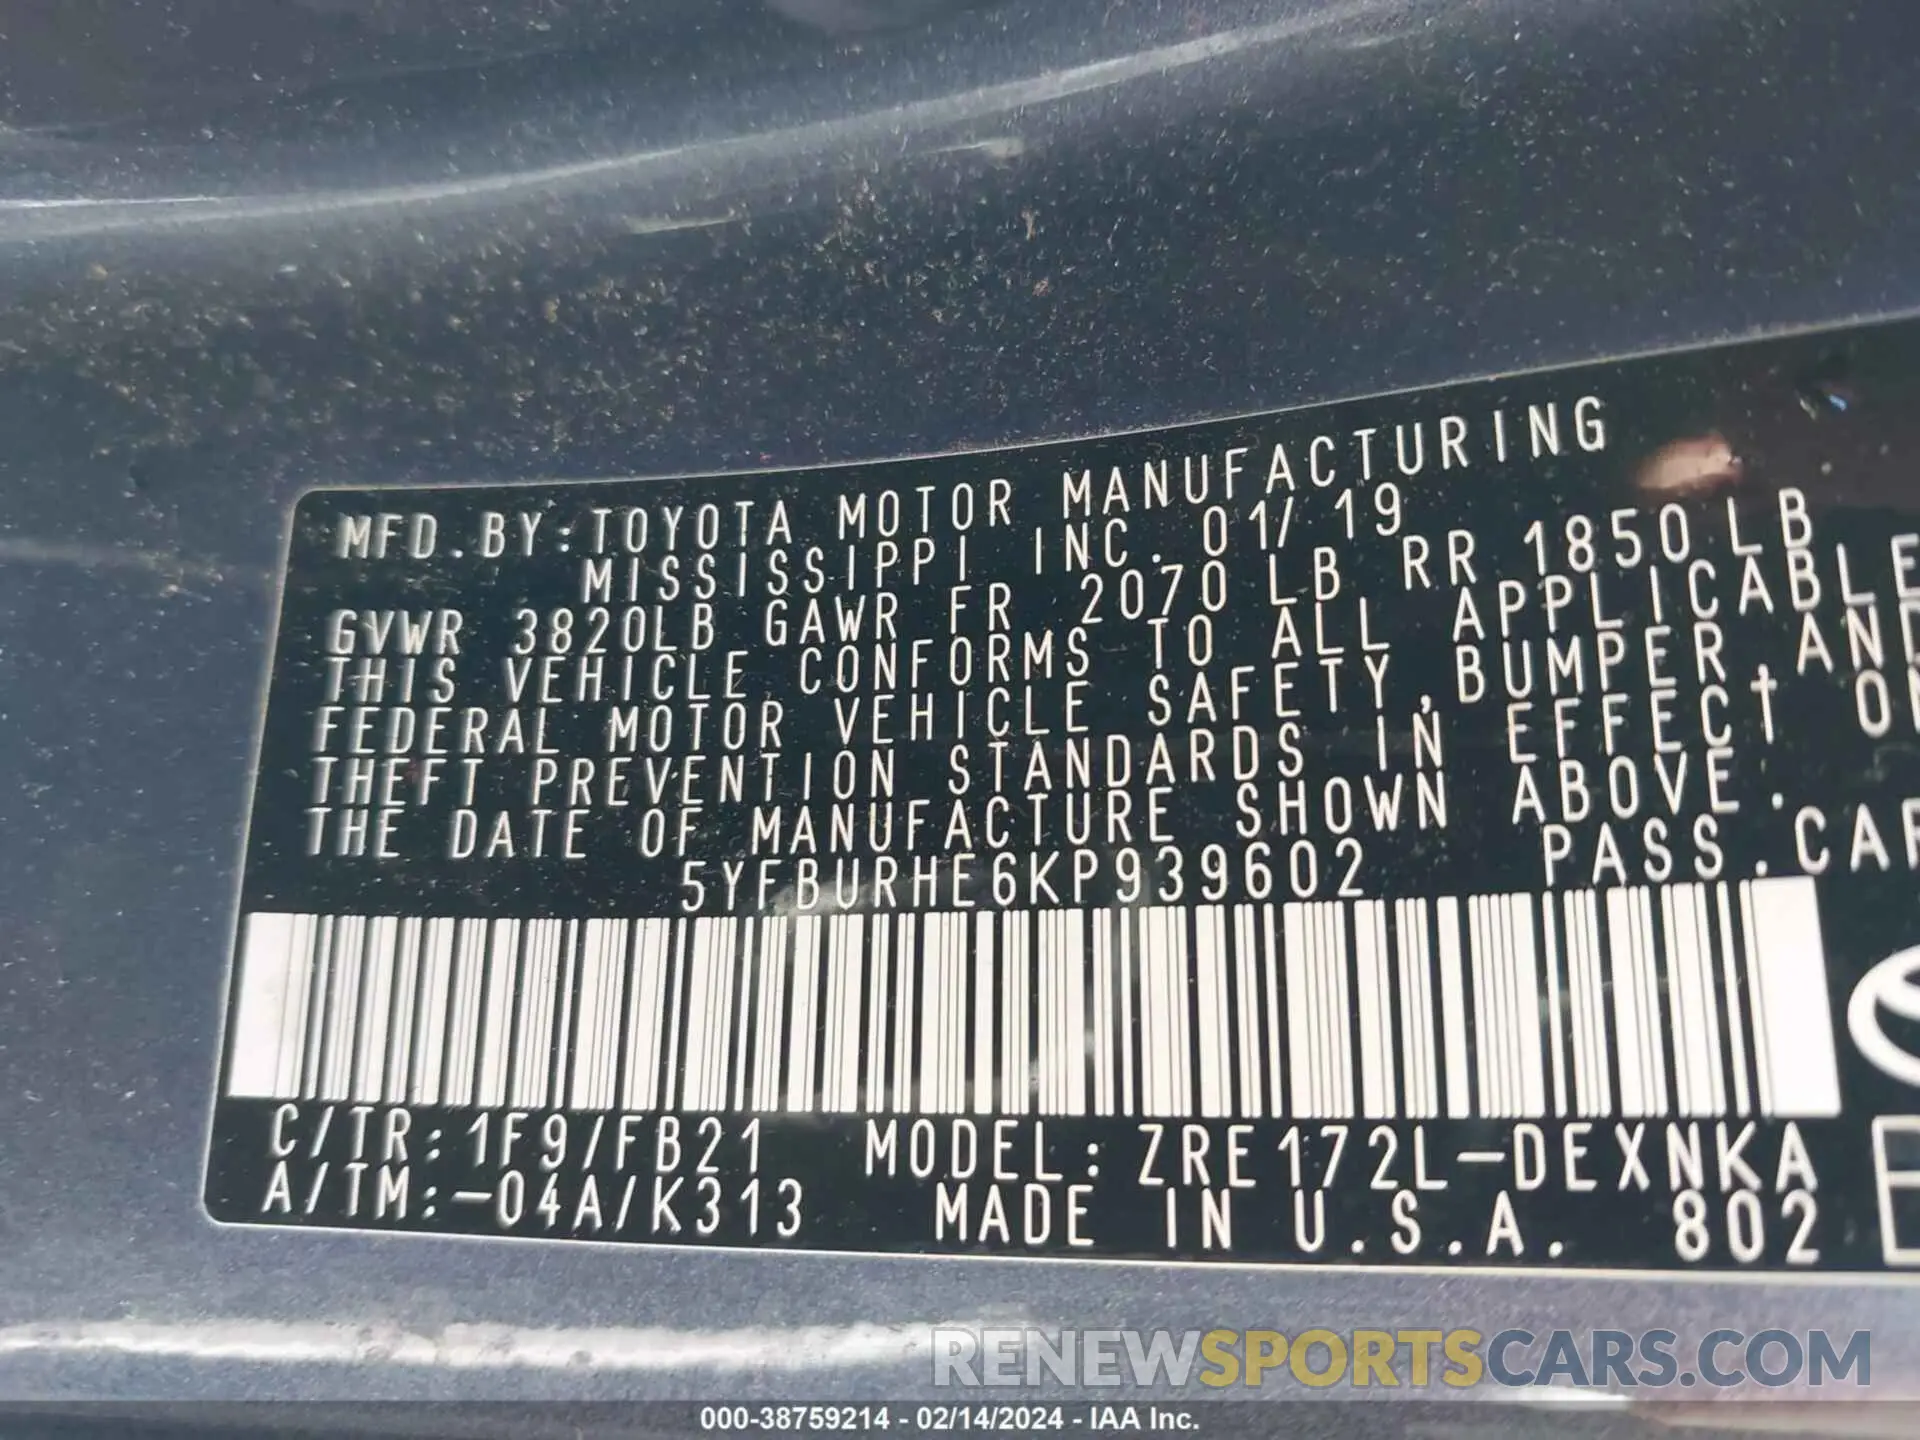 MFD. BY: TOYOTA MOTOR MANUFACTURING
MISSISSIPPI INC. 01/ 19
GVWR 3820LB GAWR FR 2070 LB RR 1850 LB
THIS VEHICLE CONFORMS TO ALL APPLICABLE
FEDERAL MOTOR VEHICLE SAFETY, BUMPER, AND
THEFT PREVENTION STANDARDS IN EFFECT
THE DATE OF MANUFACTURE SHOWN ABOVE.
5YFBURHE6KP939602 PASS. CAR
C/TR: 1F9/FB21 MODEL: ZRE172L-DEXNKA
A/TM: -04A/K313 MADE IN U.S.A. 802
RENEWSPORTSCARS.COM
000-38759214 - 02/14/2024 - IAA Inc.